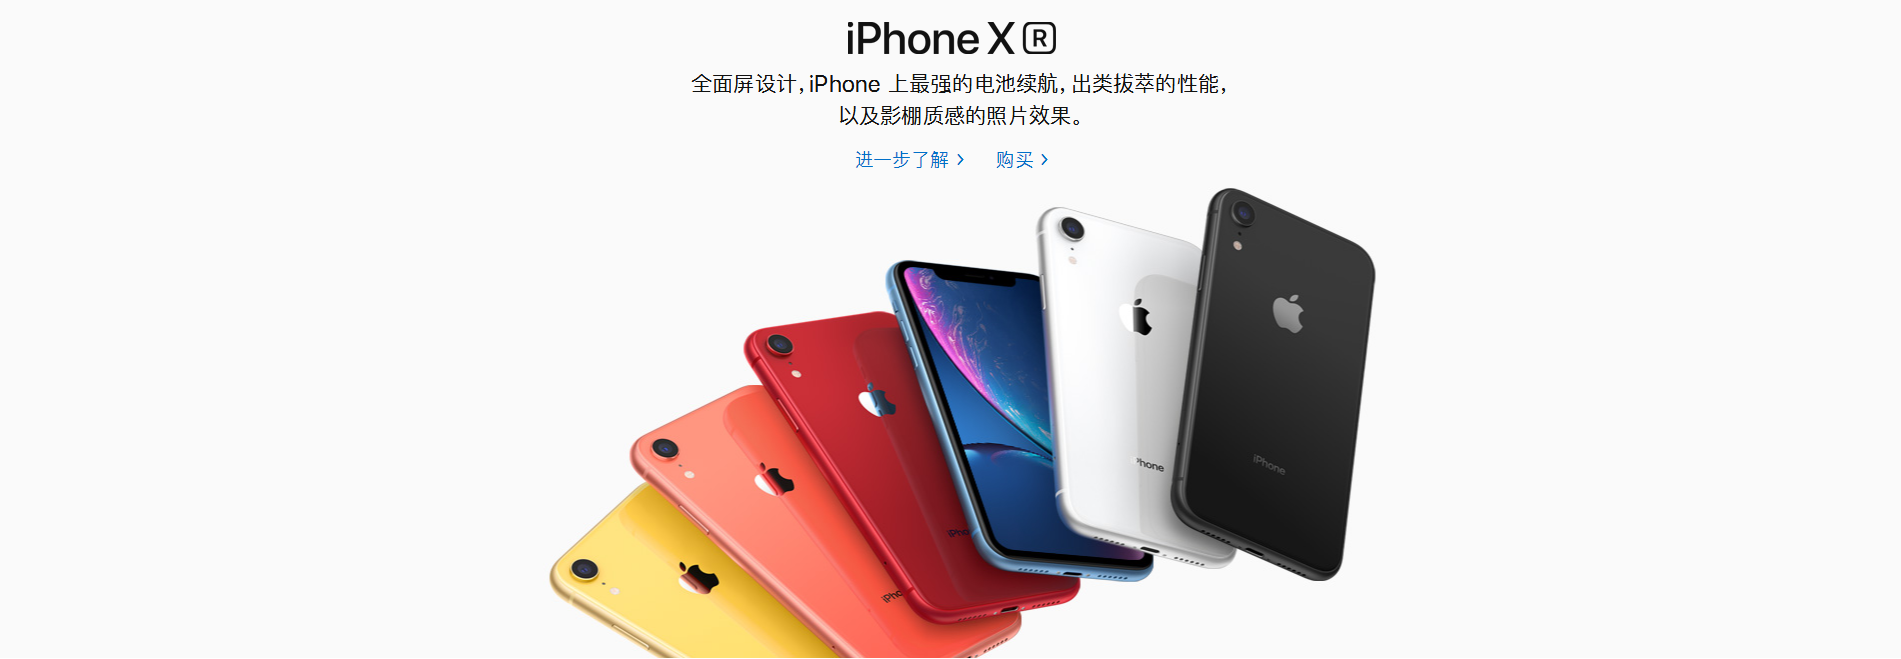 iPhone XR
全面屏设计，iPhone 上最强的电池续航，出类拔萃的性能，
以及影棚质感的照片效果。
进一步了解 > 购买 >
iPhone
iPhone